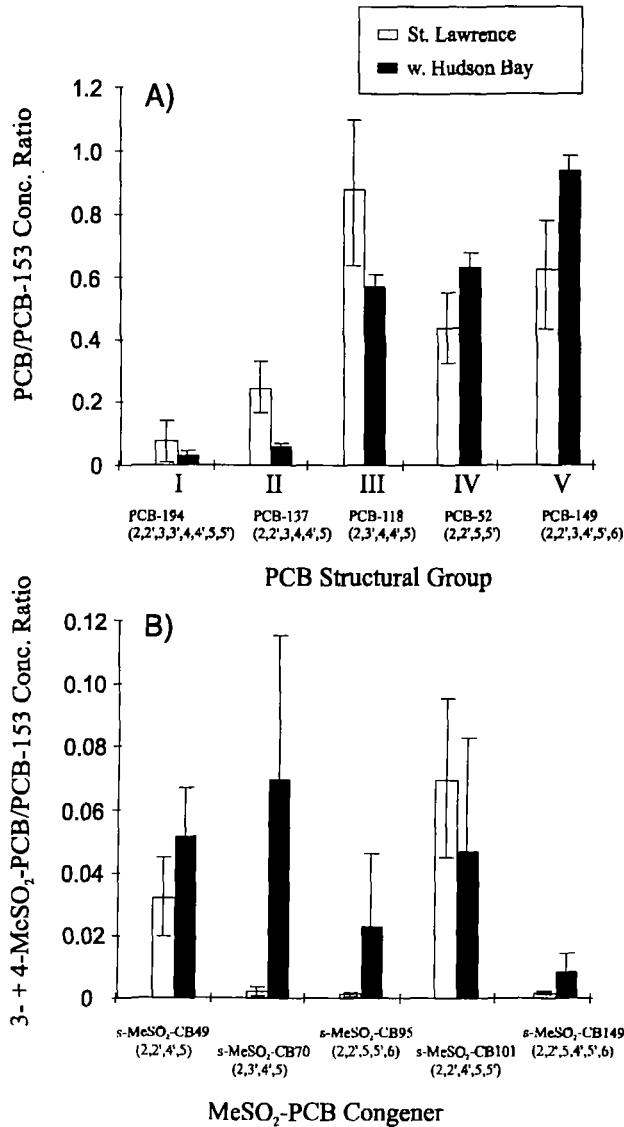 St. Lawrence
w. Hudson Bay
A)
PCB/PCB-153 Conc. Ratio
1.2
1.0
0.8
0.6
0.4
0.2
0
I II III IV V
PCB-194 PCB-137 PCB-118 PCB-52 PCB-149
(2,2',3,3',4,4',5,5') (2,2',3,4,4',5) (2,3',4,4',5) (2,2',5,5') (2,2',3,4',5',6)
PCB Structural Group
B)
3- + 4-MeSO₂-PCB/PCB-153 Conc. Ratio
0.12
0.10
0.08
0.06
0.04
0.02
0
s-MeSO₂-CB49 s-MeSO₂-CB70 s-MeSO₂-CB95 s-MeSO₂-CB101 s-MeSO₂-CB149
(2,2',4',5) (2,3',4',5) (2,2',5,5',6) (2,2',4',5,5') (2,2',5,4',5',6)
MeSO₂-PCB Congener